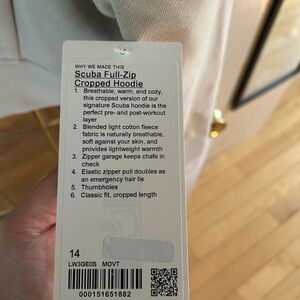 WHY WE MADE THIS
Scuba Full-Zip
Cropped Hoodie
1. Breathable, warm, and cozy,
this cropped version of our
signature Scuba hoodie is the
perfect pre- and post-workout
layer
2. Blended light cotton fleece
fabric is naturally breathable,
soft against your skin, and
provides lightweight warmth
3. Zipper garage keeps chafe in
check
4. Elastic zipper pull doubles as
an emergency hair tie
5. Thumbholes
6. Classic fit, cropped length
14
LW3GE0S MOVT
000151651882